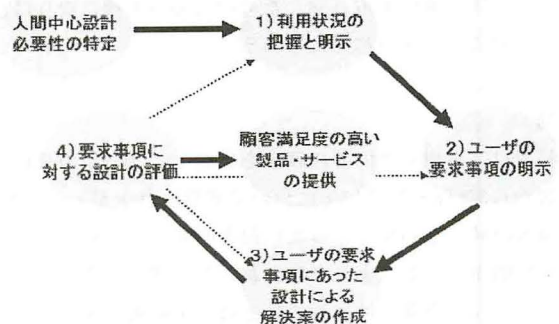 人間中心設計
必要性の特定
1)利用状況の
把握と明示
4)要求事項に
対する設計の評価
顧客満足度の高い
製品・サービス
の提供
2)ユーザの
要求事項の明示
3)ユーザの要求
事項にあった
設計による
解決案の作成